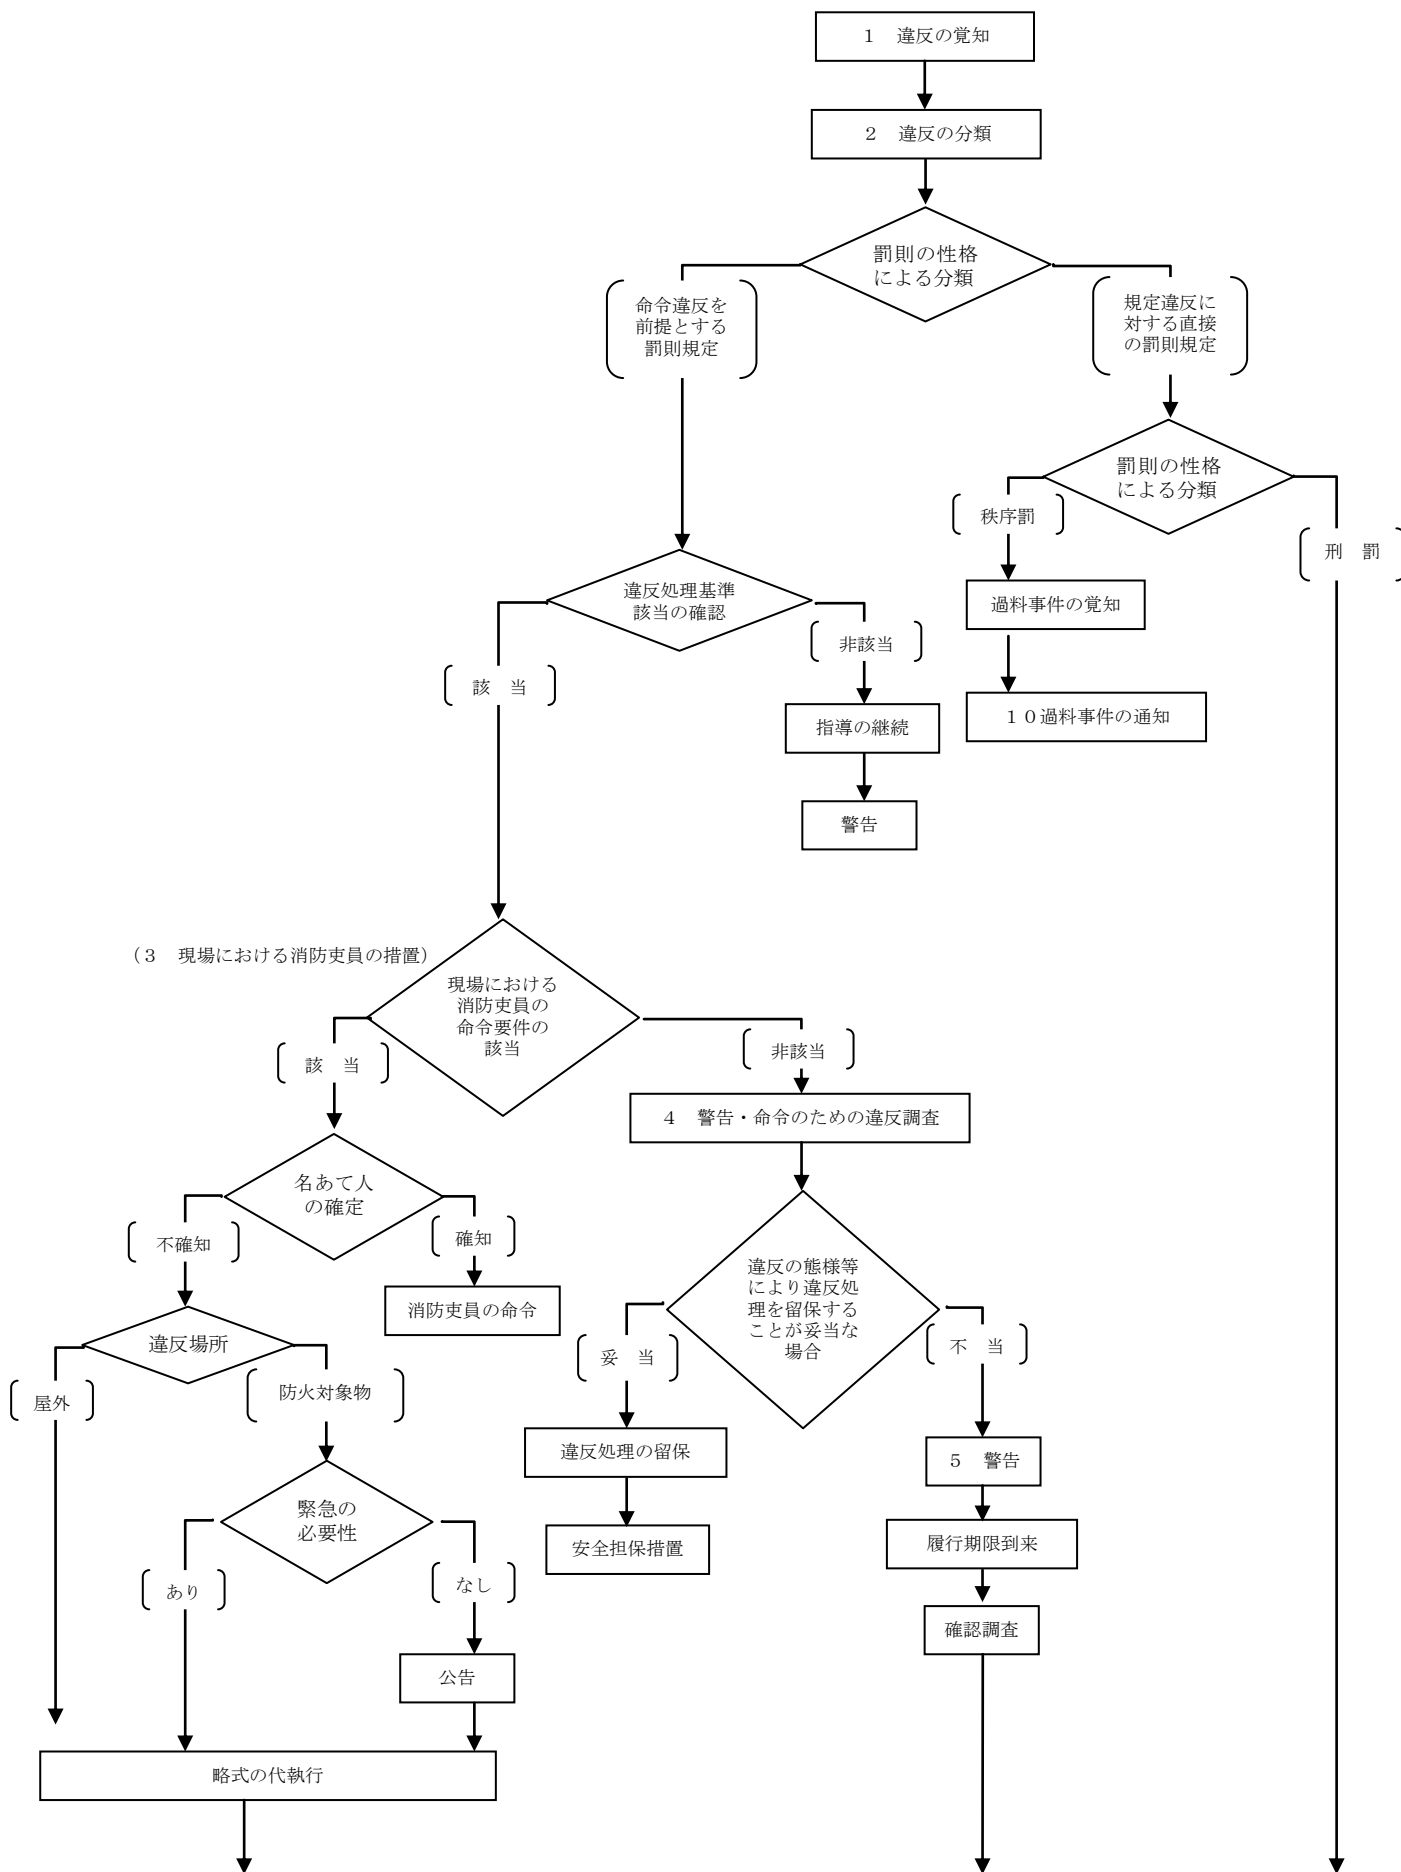 １　違反の覚知
２　違反の分類
罰則の性格
による分類
命令違反を
前提とする
罰則規定
規定違反に
対する直接
の罰則規定
罰則の性格
による分類
秩序罰
刑　罰
違反処理基準
該当の確認
過料事件の覚知
非該当
該　当
１０過料事件の通知
指導の継続
警告
（３　現場における消防吏員の措置）
現場における
消防吏員の
命令要件の
該当
該　当
非該当
４　警告・命令のための違反調査
名あて人
の確定
不確知
確知
違反の態様等
により違反処
理を留保する
ことが妥当な
場合
消防吏員の命令
違反場所
妥　当
不　当
屋外
防火対象物
違反処理の留保
５　警告
緊急の
必要性
安全担保措置
履行期限到来
あり
なし
確認調査
公告
略式の代執行